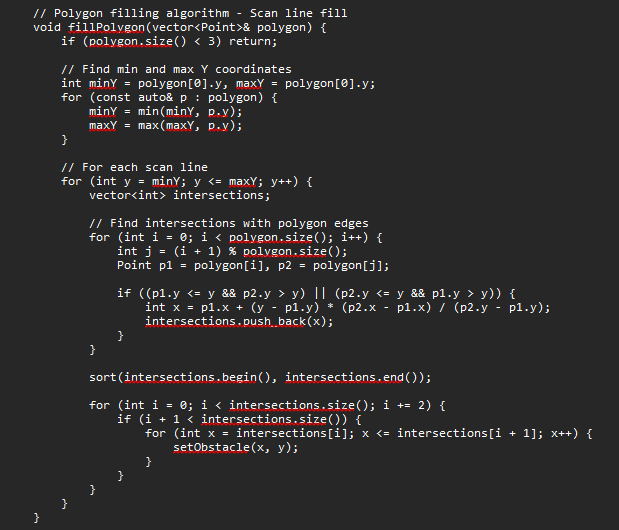 // Polygon filling algorithm - Scan line fill
void fillPolygon(vector<Point>& polygon) {
    if (polygon.size() < 3) return;

    // Find min and max Y coordinates
    int minY = polygon[0].y, maxY = polygon[0].y;
    for (const auto& p : polygon) {
        minY = min(minY, p.y);
        maxY = max(maxY, p.y);
    }

    // For each scan line
    for (int y = minY; y <= maxY; y++) {
        vector<int> intersections;

        // Find intersections with polygon edges
        for (int i = 0; i < polygon.size(); i++) {
            int j = (i + 1) % polygon.size();
            Point p1 = polygon[i], p2 = polygon[j];

            if ((p1.y <= y && p2.y > y) || (p2.y <= y && p1.y > y)) {
                int x = p1.x + (y - p1.y) * (p2.x - p1.x) / (p2.y - p1.y);
                intersections.push_back(x);
            }
        }

        sort(intersections.begin(), intersections.end());

        for (int i = 0; i < intersections.size(); i += 2) {
            if (i + 1 < intersections.size()) {
                for (int x = intersections[i]; x <= intersections[i + 1]; x++) {
                    setObstacle(x, y);
                }
            }
        }
    }
}